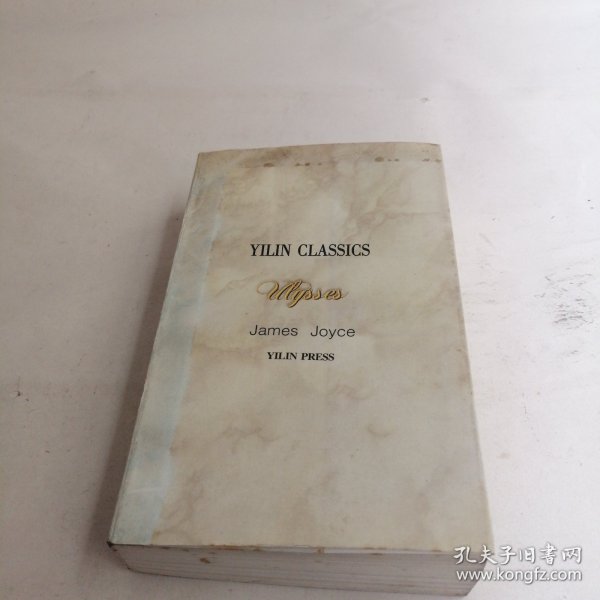 YILIN CLASSICS
Ulysses
James Joyce
YILIN PRESS
孔夫子旧书网
www.kongfz.com